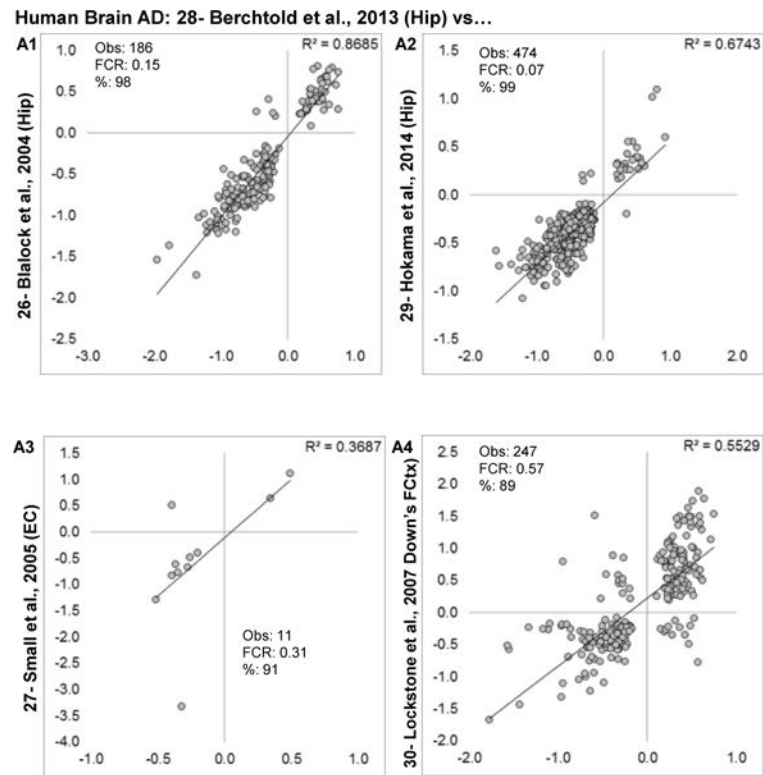 Human Brain AD: 28- Berchtold et al., 2013 (Hip) vs…
A1
26- Blalock et al., 2004 (Hip)
Obs: 186
FCR: 0.15
%: 98
R² = 0.8685
1.0
0.5
0.0
-0.5
-1.0
-1.5
-2.0
-2.5
-3.0 -2.0 -1.0 0.0 1.0
A2
29- Hokama et al., 2014 (Hip)
Obs: 474
FCR: 0.07
%: 99
R² = 0.6743
1.5
1.0
0.5
0.0
-0.5
-1.0
-1.5
-2.0 -1.0 0.0 1.0 2.0
A3
27- Small et al., 2005 (EC)
R² = 0.3687
1.5
1.0
0.5
0.0
-0.5
-1.0
-1.5
-2.0
-2.5
-3.0
-3.5
-4.0
Obs: 11
FCR: 0.31
%: 91
-1.0 -0.5 0.0 0.5 1.0
A4
30- Lockstone et al., 2007 Down's FCtx)
Obs: 247
FCR: 0.57
%: 89
R² = 0.5529
2.5
2.0
1.5
1.0
0.5
0.0
-0.5
-1.0
-1.5
-2.0
-2.0 -1.0 0.0 1.0